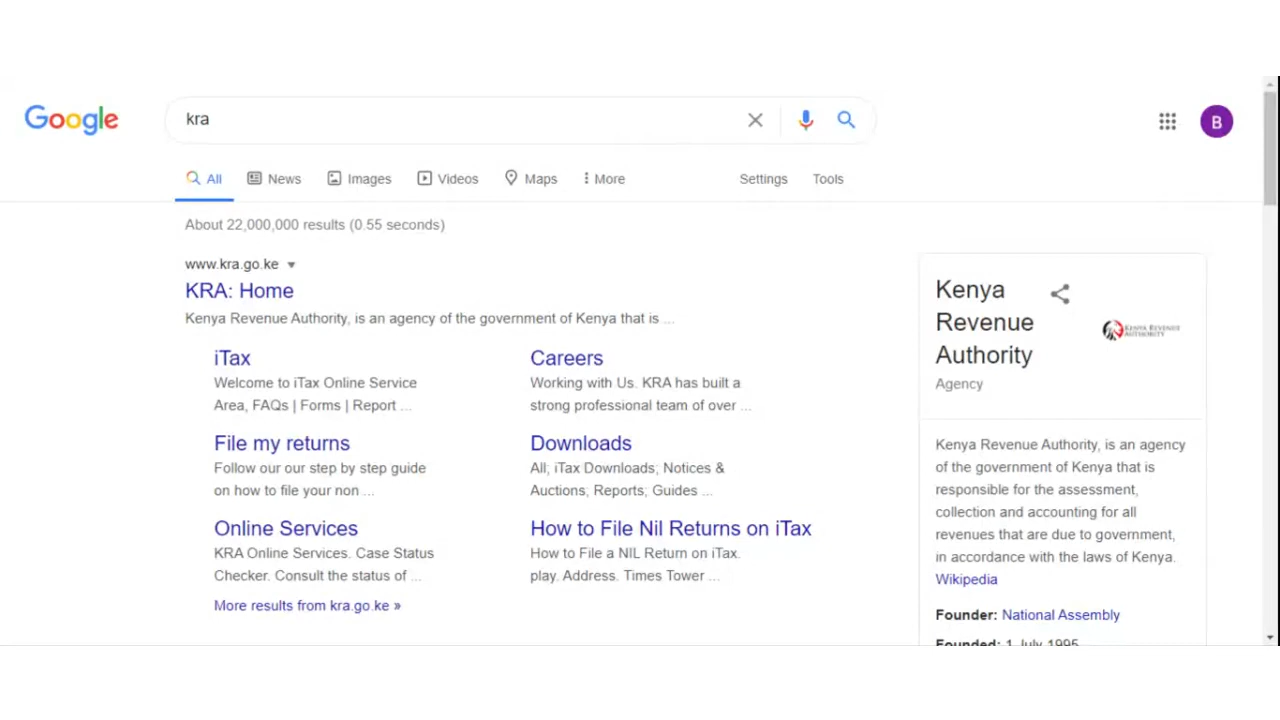 Google
kra
B
All
News
Images
Videos
Maps
More
Settings
Tools
About 22,000,000 results (0.55 seconds)
www.kra.go.ke
KRA: Home
Kenya Revenue Authority, is an agency of the government of Kenya that is ...
iTax
Welcome to iTax Online Service
Area, FAQs | Forms | Report ...
Careers
Working with Us. KRA has built a
strong professional team of over ...
File my returns
Follow our our step by step guide
on how to file your non ...
Downloads
All; iTax Downloads; Notices &
Auctions; Reports; Guides ...
Online Services
KRA Online Services. Case Status
Checker. Consult the status of ...
How to File Nil Returns on iTax
How to File a NIL Return on iTax.
play. Address. Times Tower ...
More results from kra.go.ke »
Kenya
Revenue
Authority
Agency
KENYA REVENUE
AUTHORITY
Kenya Revenue Authority, is an agency
of the government of Kenya that is
responsible for the assessment,
collection and accounting for all
revenues that are due to government,
in accordance with the laws of Kenya.
Wikipedia
Founder: National Assembly
Founded: 1 July 1995